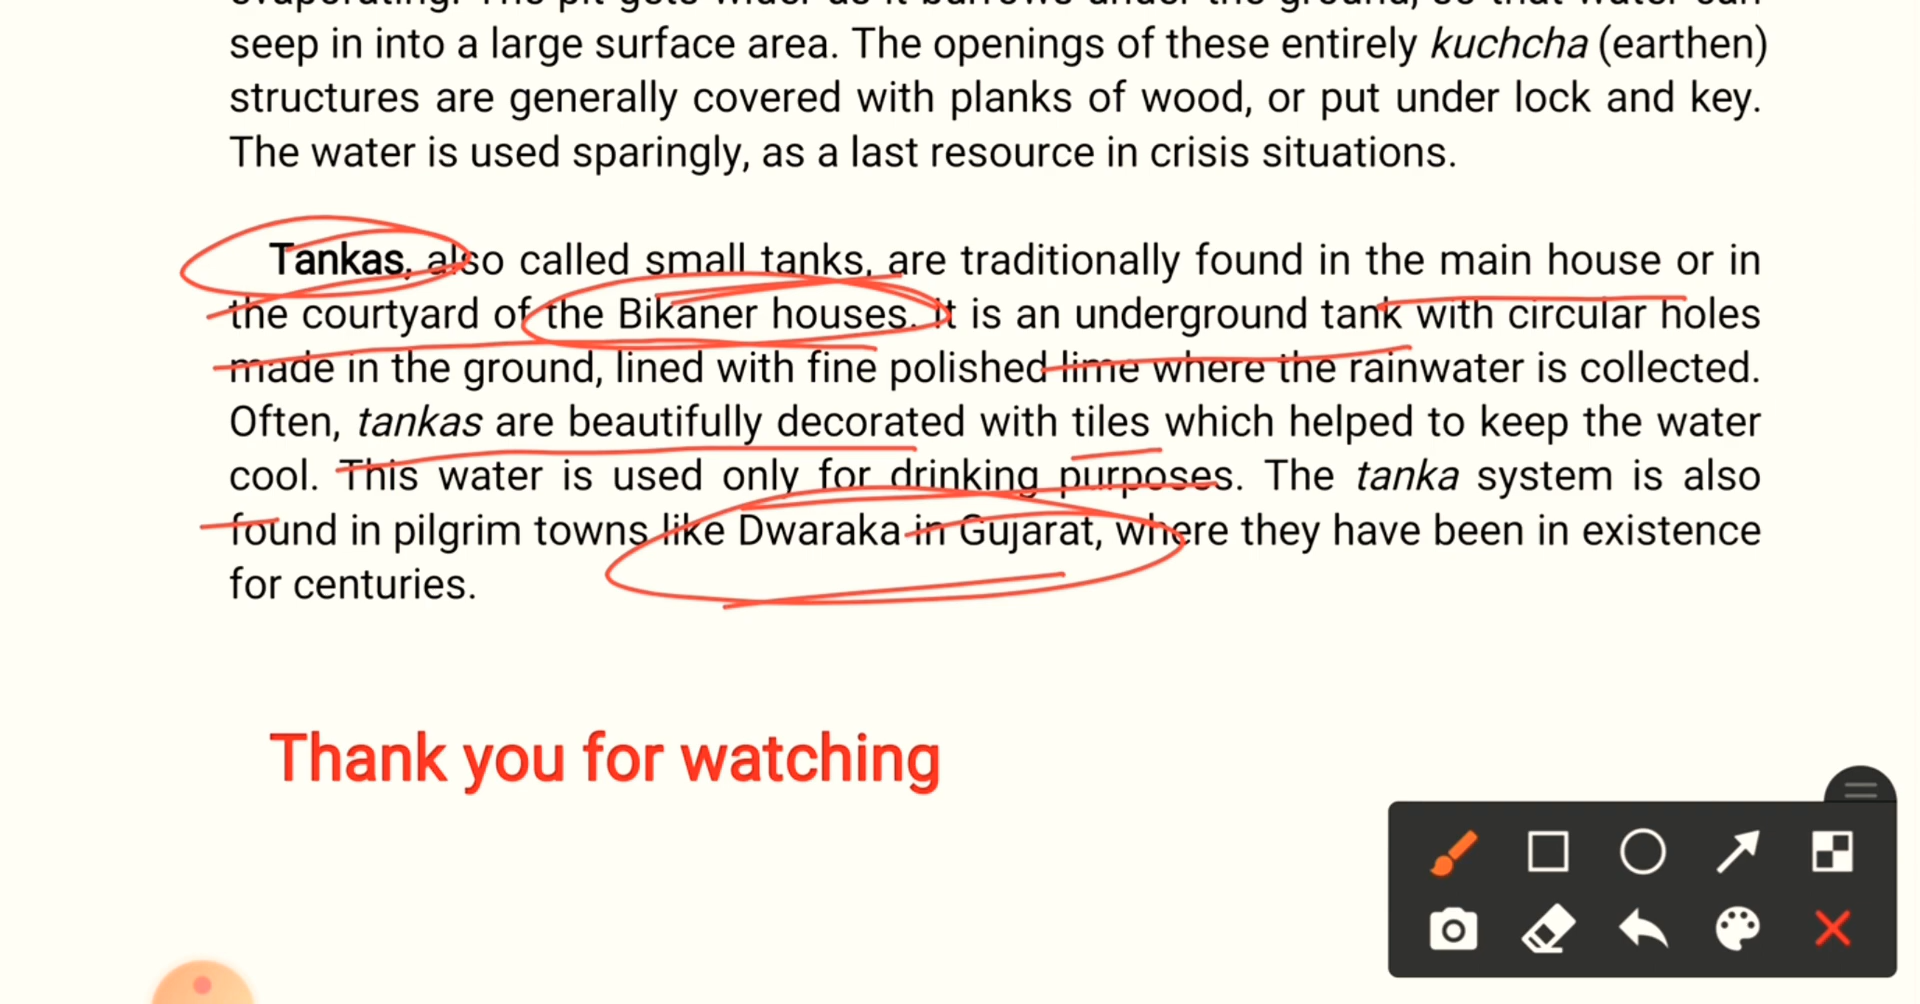 seep in into a large surface area. The openings of these entirely kuchcha (earthen)
structures are generally covered with planks of wood, or put under lock and key.
The water is used sparingly, as a last resource in crisis situations.
Tankas, also called small tanks, are traditionally found in the main house or in
the courtyard of the Bikaner houses. It is an underground tank with circular holes
made in the ground, lined with fine polished lime where the rainwater is collected.
Often, tankas are beautifully decorated with tiles which helped to keep the water
cool. This water is used only for drinking purposes. The tanka system is also
found in pilgrim towns like Dwaraka in Gujarat, where they have been in existence
for centuries.
Thank you for watching